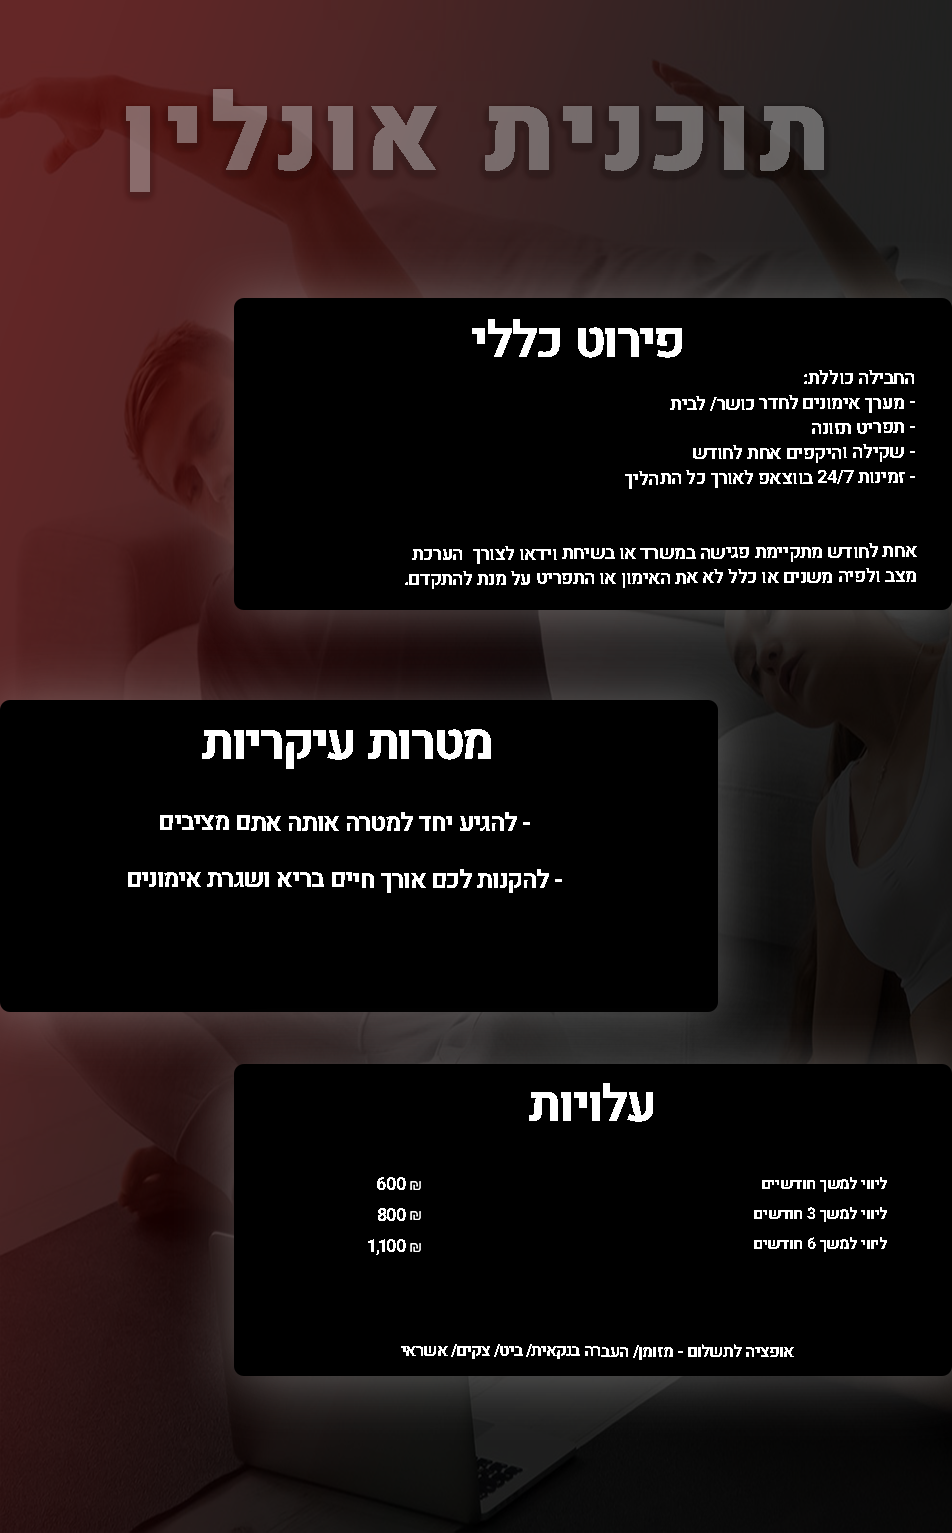 תוכנית אונלין
פירוט כללי
החבילה כוללת:
- מערך אימונים לחדר כושר/ לבית
- תפריט תזונה
- שקילה והיקפים אחת לחודש
- זמינות 24/7 בווצאפ לאורך כל התהליך
אחת לחודש מתקיימת פגישה במשרד או בשיחת וידאו לצורך הערכת
מצב ולפיה משנים או כלל לא את האימון או התפריט על מנת להתקדם.
מטרות עיקריות
- להגיע יחד למטרה אותה אתם מציבים
- להקנות לכם אורך חיים בריא ושגרת אימונים
עלויות
ליווי למשך חודשיים ₪ 600
ליווי למשך 3 חודשים ₪ 800
ליווי למשך 6 חודשים ₪ 1,100
אופציה לתשלום - מזומן/ העברה בנקאית/ ביט/ צקים/ אשראי